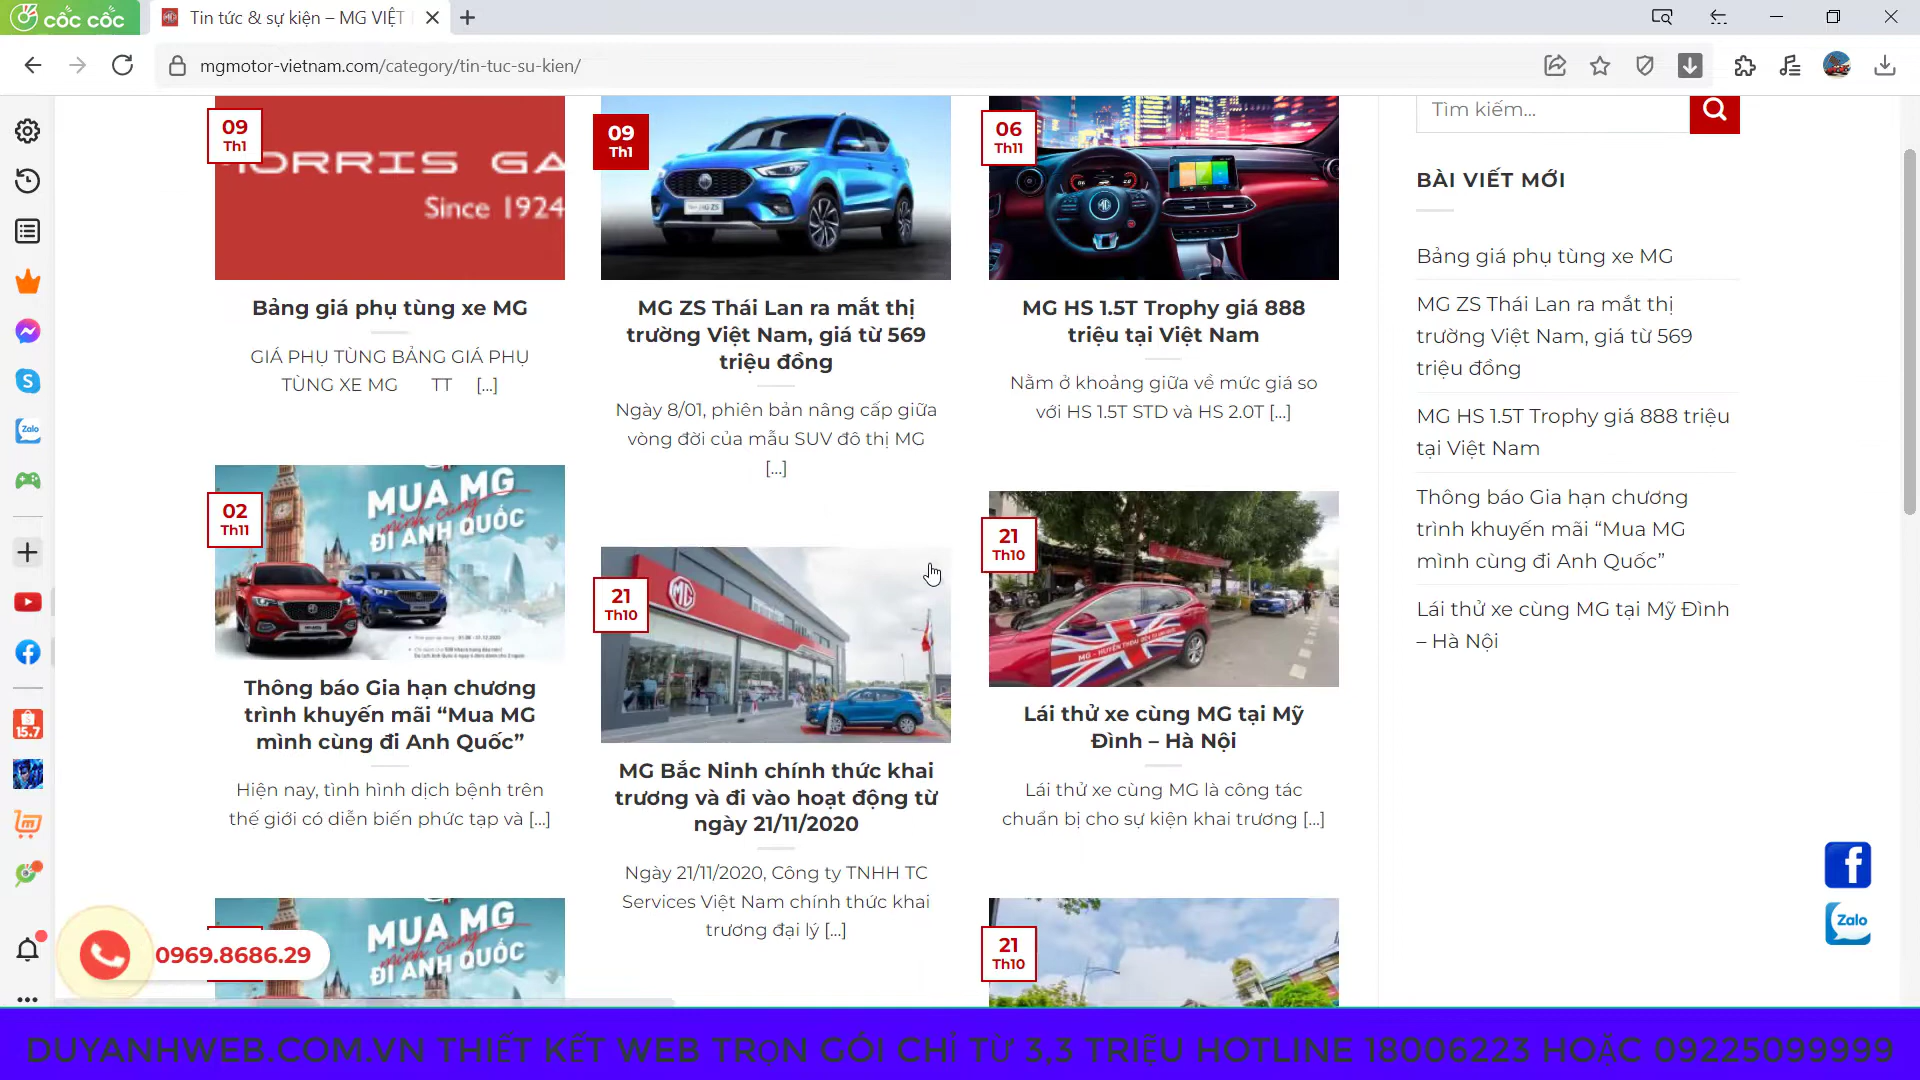 cốc cốc
Tin tức & sự kiện – MG VIỆT
mgmotor-vietnam.com/category/tin-tuc-su-kien/
Tìm kiếm...
09
Th1
MORRIS GA
Since 1924
Bảng giá phụ tùng xe MG
GIÁ PHỤ TÙNG BẢNG GIÁ PHỤ
TÙNG XE MG TT [...]
09
Th1
MG ZS Thái Lan ra mắt thị
trường Việt Nam, giá từ 569
triệu đồng
Ngày 8/01, phiên bản nâng cấp giữa
vòng đời của mẫu SUV đô thị MG
[...]
06
Th11
MG HS 1.5T Trophy giá 888
triệu tại Việt Nam
Nằm ở khoảng giữa về mức giá so
với HS 1.5T STD và HS 2.0T [...]
02
Th11
MUA MG
mình cùng
ĐI ANH QUỐC
Thông báo Gia hạn chương
trình khuyến mãi “Mua MG
mình cùng đi Anh Quốc”
Hiện nay, tình hình dịch bệnh trên
thế giới có diễn biến phức tạp và [...]
21
Th10
MG
MG Bắc Ninh chính thức khai
trương và đi vào hoạt động từ
ngày 21/11/2020
Ngày 21/11/2020, Công ty TNHH TC
Services Việt Nam chính thức khai
trương đại lý [...]
21
Th10
Lái thử xe cùng MG tại Mỹ
Đình – Hà Nội
Lái thử xe cùng MG là công tác
chuẩn bị cho sự kiện khai trương [...]
MUA MG
mình cùng
ĐI ANH QUỐC
21
Th10
BÀI VIẾT MỚI
Bảng giá phụ tùng xe MG
MG ZS Thái Lan ra mắt thị
trường Việt Nam, giá từ 569
triệu đồng
MG HS 1.5T Trophy giá 888 triệu
tại Việt Nam
Thông báo Gia hạn chương
trình khuyến mãi “Mua MG
mình cùng đi Anh Quốc”
Lái thử xe cùng MG tại Mỹ Đình
– Hà Nội
Zalo
15.7
Zalo
0969.8686.29
DUYANHWEB.COM.VN THIẾT KẾT WEB TRỌN GÓI CHỈ TỪ 3,3 TRIỆU HOTLINE 18006223 HOẶC 09225099999